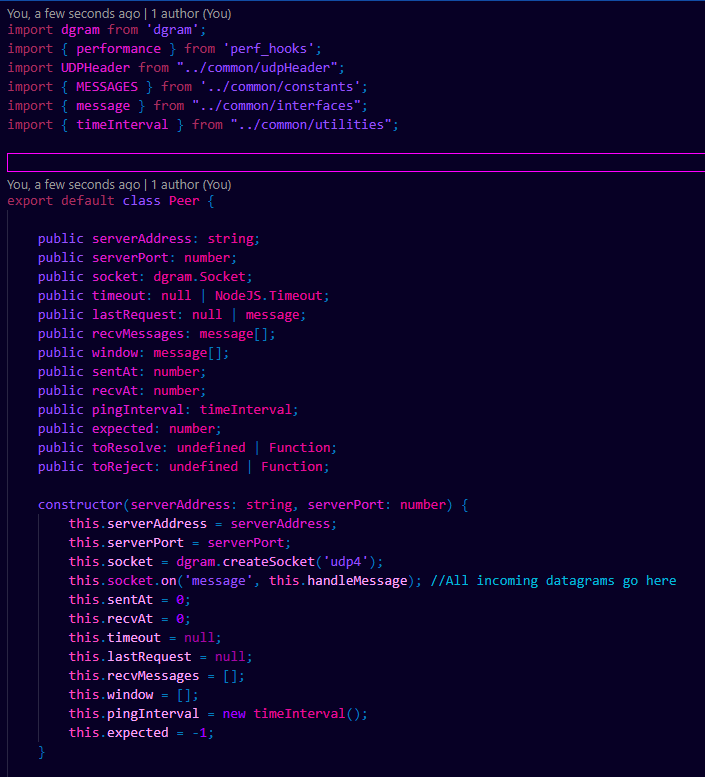 You, a few seconds ago | 1 author (You)
import dgram from 'dgram';
import { performance } from 'perf_hooks';
import UDPHeader from "../common/udpHeader";
import { MESSAGES } from '../common/constants';
import { message } from "../common/interfaces";
import { timeInterval } from "../common/utilities";
You, a few seconds ago | 1 author (You)
export default class Peer {
public serverAddress: string;
public serverPort: number;
public socket: dgram.Socket;
public timeout: null | NodeJS.Timeout;
public lastRequest: null | message;
public recvMessages: message[];
public window: message[];
public sentAt: number;
public recvAt: number;
public pingInterval: timeInterval;
public expected: number;
public toResolve: undefined | Function;
public toReject: undefined | Function;
constructor(serverAddress: string, serverPort: number) {
this.serverAddress = serverAddress;
this.serverPort = serverPort;
this.socket = dgram.createSocket('udp4');
this.socket.on('message', this.handleMessage); //All incoming datagrams go here
this.sentAt = 0;
this.recvAt = 0;
this.timeout = null;
this.lastRequest = null;
this.recvMessages = [];
this.window = [];
this.pingInterval = new timeInterval();
this.expected = -1;
}